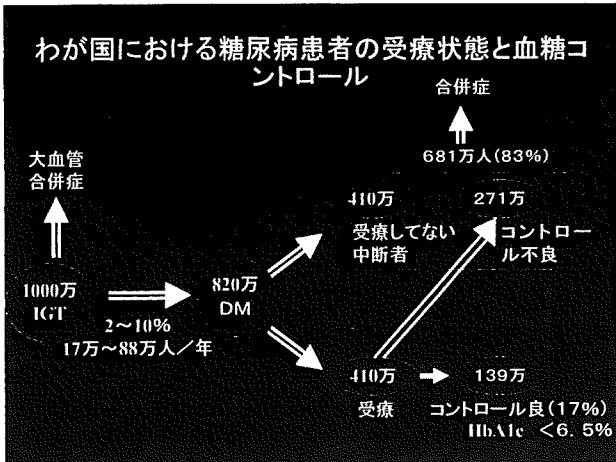 わが国における糖尿病患者の受療状態と血糖コ
ントロール
合併症
681万人(83%)
大血管
合併症
410万
271万
受療してない
中断者
コントロー
ル不良
1000万
IGT
820万
DM
2～10%
17万～88万人／年
410万
139万
受療
コントロール良(17%)
HbA1c ＜6.5%